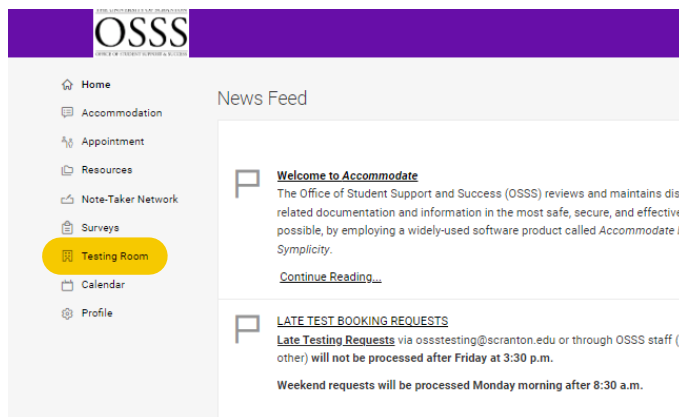 THE UNIVERSITY OF SCRANTON
OSSS
OFFICE OF STUDENT SUPPORT & SUCCESS
Home
Accommodation
Appointment
Resources
Note-Taker Network
Surveys
Testing Room
Calendar
Profile
News Feed
Welcome to Accommodate
The Office of Student Support and Success (OSSS) reviews and maintains dis
related documentation and information in the most safe, secure, and effective
possible, by employing a widely-used software product called Accommodate
Symplicity.
Continue Reading...
LATE TEST BOOKING REQUESTS
Late Testing Requests via ossstesting@scranton.edu or through OSSS staff (
other) will not be processed after Friday at 3:30 p.m.
Weekend requests will be processed Monday morning after 8:30 a.m.